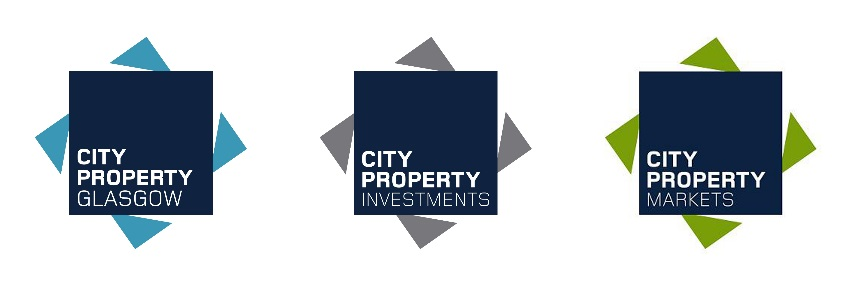 CITY
PROPERTY
GLASGOW
CITY
PROPERTY
INVESTMENTS
CITY
PROPERTY
MARKETS